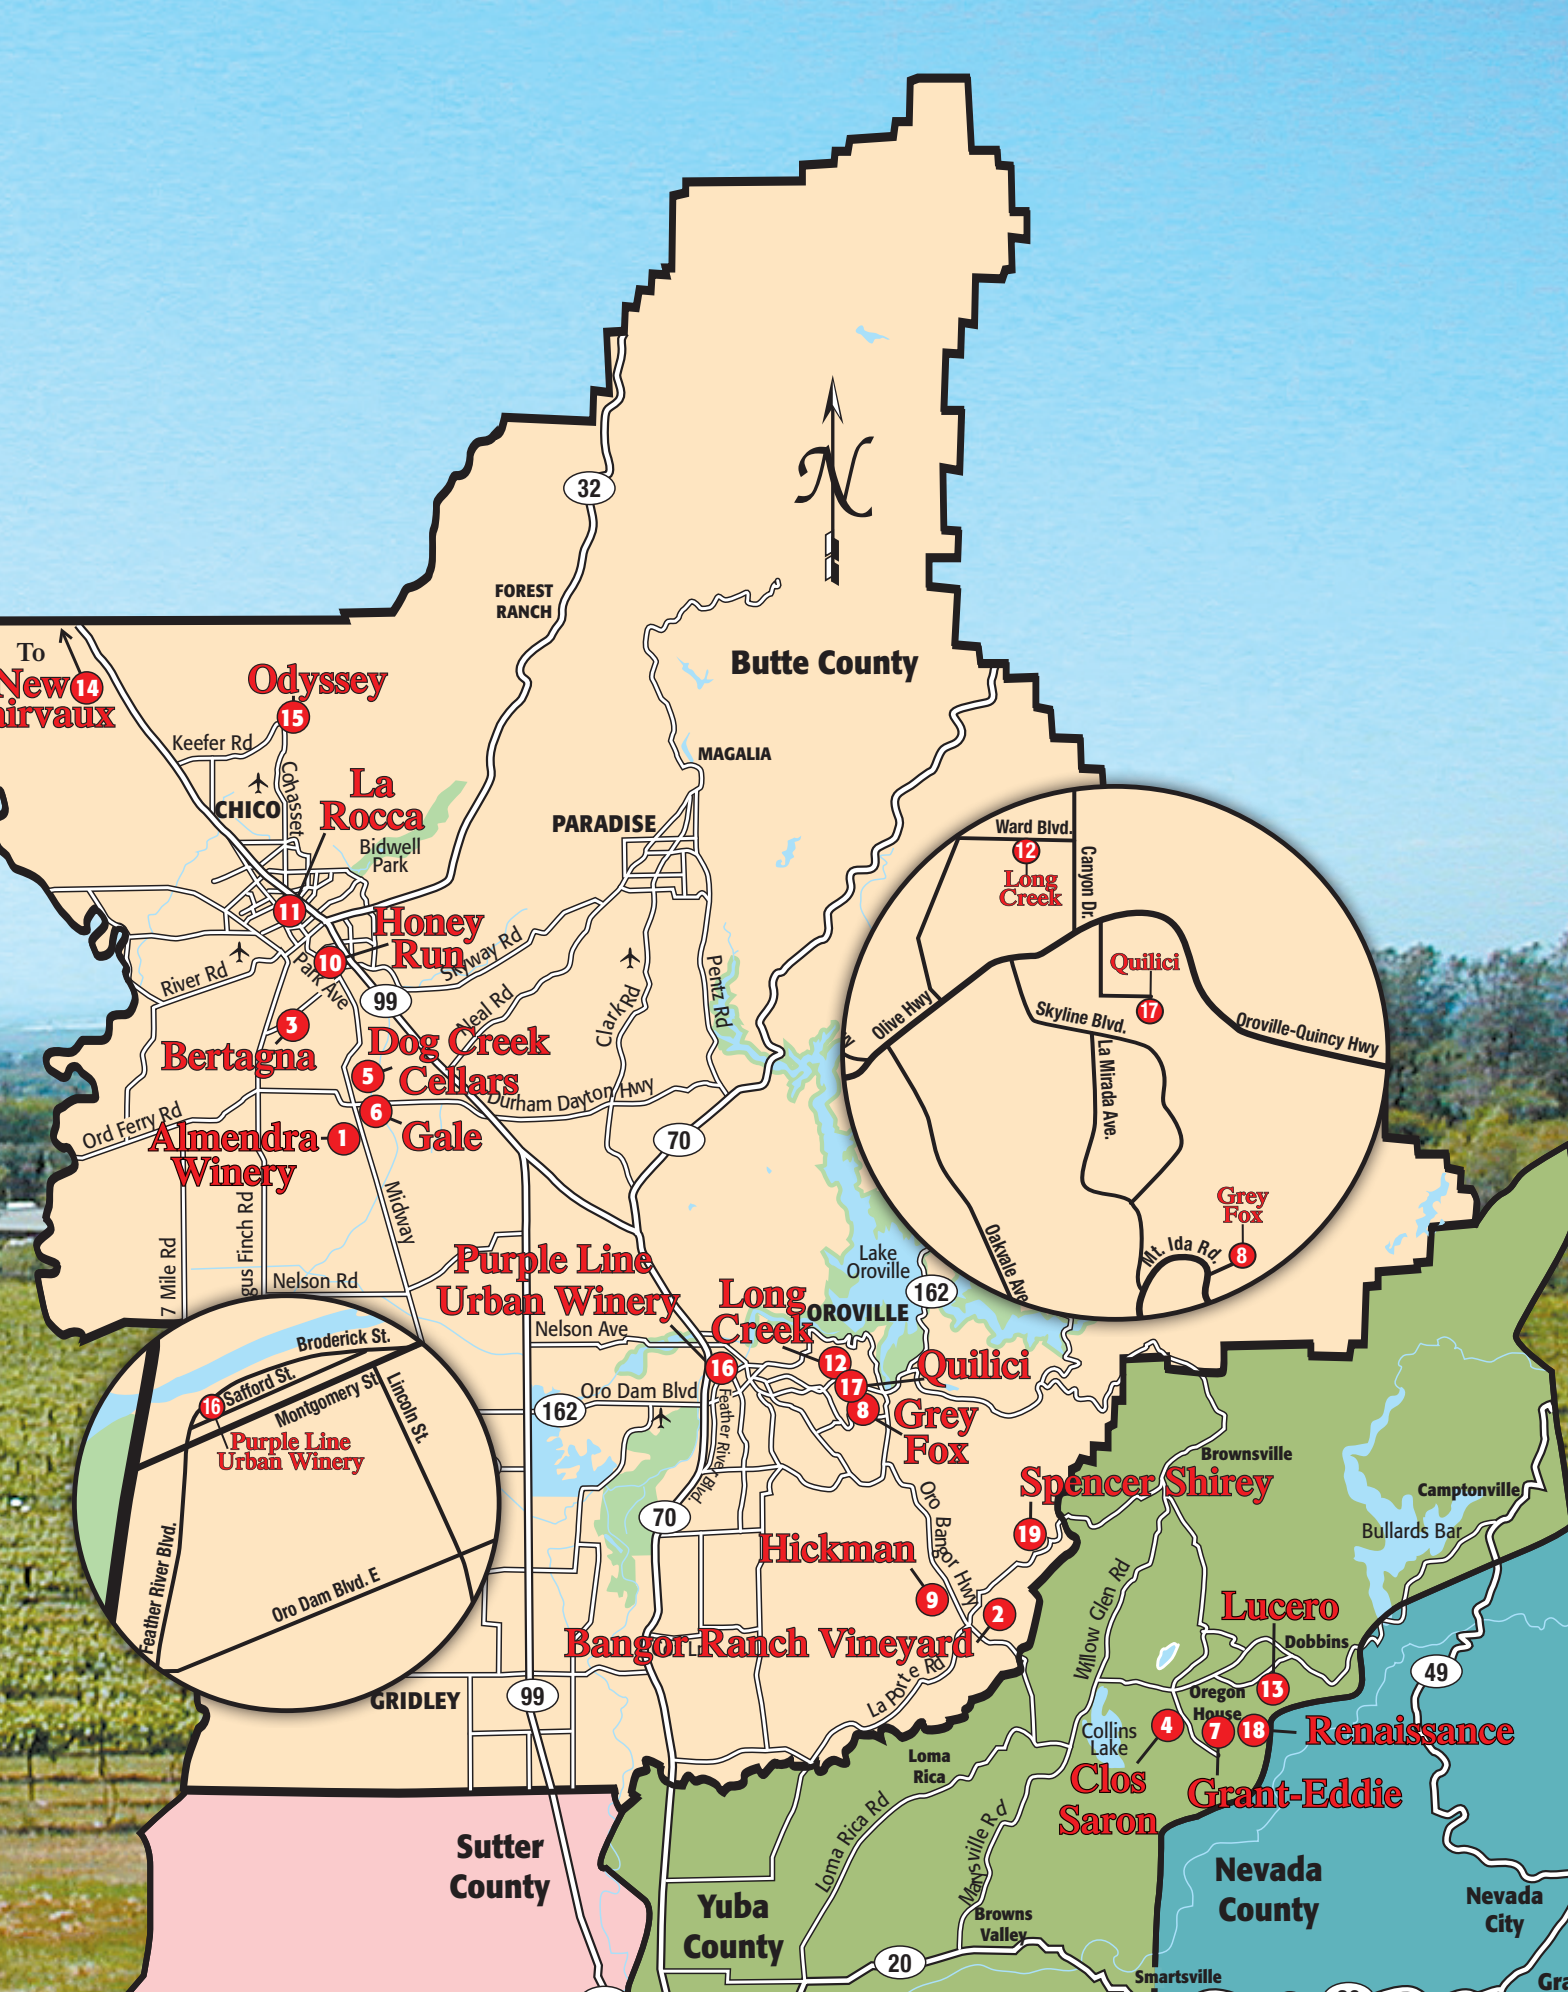 N
32
FOREST
RANCH
Butte County
To
New
14
airvaux
Odyssey
15
Keefer Rd
Cohasset
MAGALIA
CHICO
La
Rocca
Bidwell
Park
PARADISE
11
Honey
Run
10
Skyway Rd
River Rd
Park Ave
99
Neal Rd
Clark Rd
Pentz Rd
3
Bertagna
Dog Creek
Cellars
5
6
Durham Dayton Hwy
Ord Ferry Rd
Almendra
Winery
1
Gale
70
Midway
7 Mile Rd
gus Finch Rd
Nelson Rd
Ward Blvd.
12
Long
Creek
Canyon Dr.
Quilici
17
Olive Hwy
Skyline Blvd.
Oroville-Quincy Hwy
La Mirada Ave.
Oakvale Ave
Grey
Fox
8
Mt. Ida Rd.
Purple Line
Urban Winery
Long
Creek
Lake
Oroville
162
OROVILLE
Nelson Ave
16
12
17
8
Quilici
Grey
Fox
Oro Dam Blvd
162
Feather River Blvd.
Broderick St.
Safford St.
16
Montgomery St
Lincoln St.
Purple Line
Urban Winery
Feather River Blvd.
Oro Dam Blvd. E
70
Oro Bangor Hwy
Brownsville
Spencer Shirey
19
Camptonville
Bullards Bar
Hickman
9
2
Bangor Ranch Vineyard
Willow Glen Rd
Lucero
Dobbins
13
49
GRIDLEY
99
La Porte Rd
Oregon
House
4
7
18
Renaissance
Collins
Lake
Clos
Saron
Grant-Eddie
Loma
Rica
Loma Rica Rd
Marysville Rd
Sutter
County
Yuba
County
Nevada
County
Nevada
City
Browns
Valley
20
Smartsville
Gra